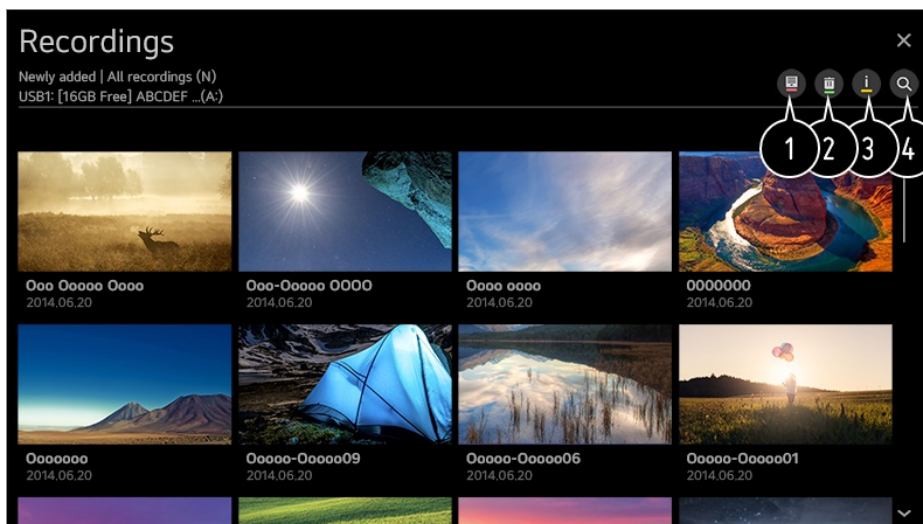 Recordings
Newly added | All recordings (N)
USB1: [16GB Free] ABCDEF ...(A:)
1 2 3 4
Ooo Ooooo Oooo
Ooo-Ooooo OOOO
Oooo oooo
OOOOOOOO
2014.06.20
2014.06.20
2014.06.20
2014.06.20
Ooooooo
Ooooo-Ooooo09
Ooooo-Ooooo06
Ooooo-Ooooo01
2014.06.20
2014.06.20
2014.06.20
2014.06.20